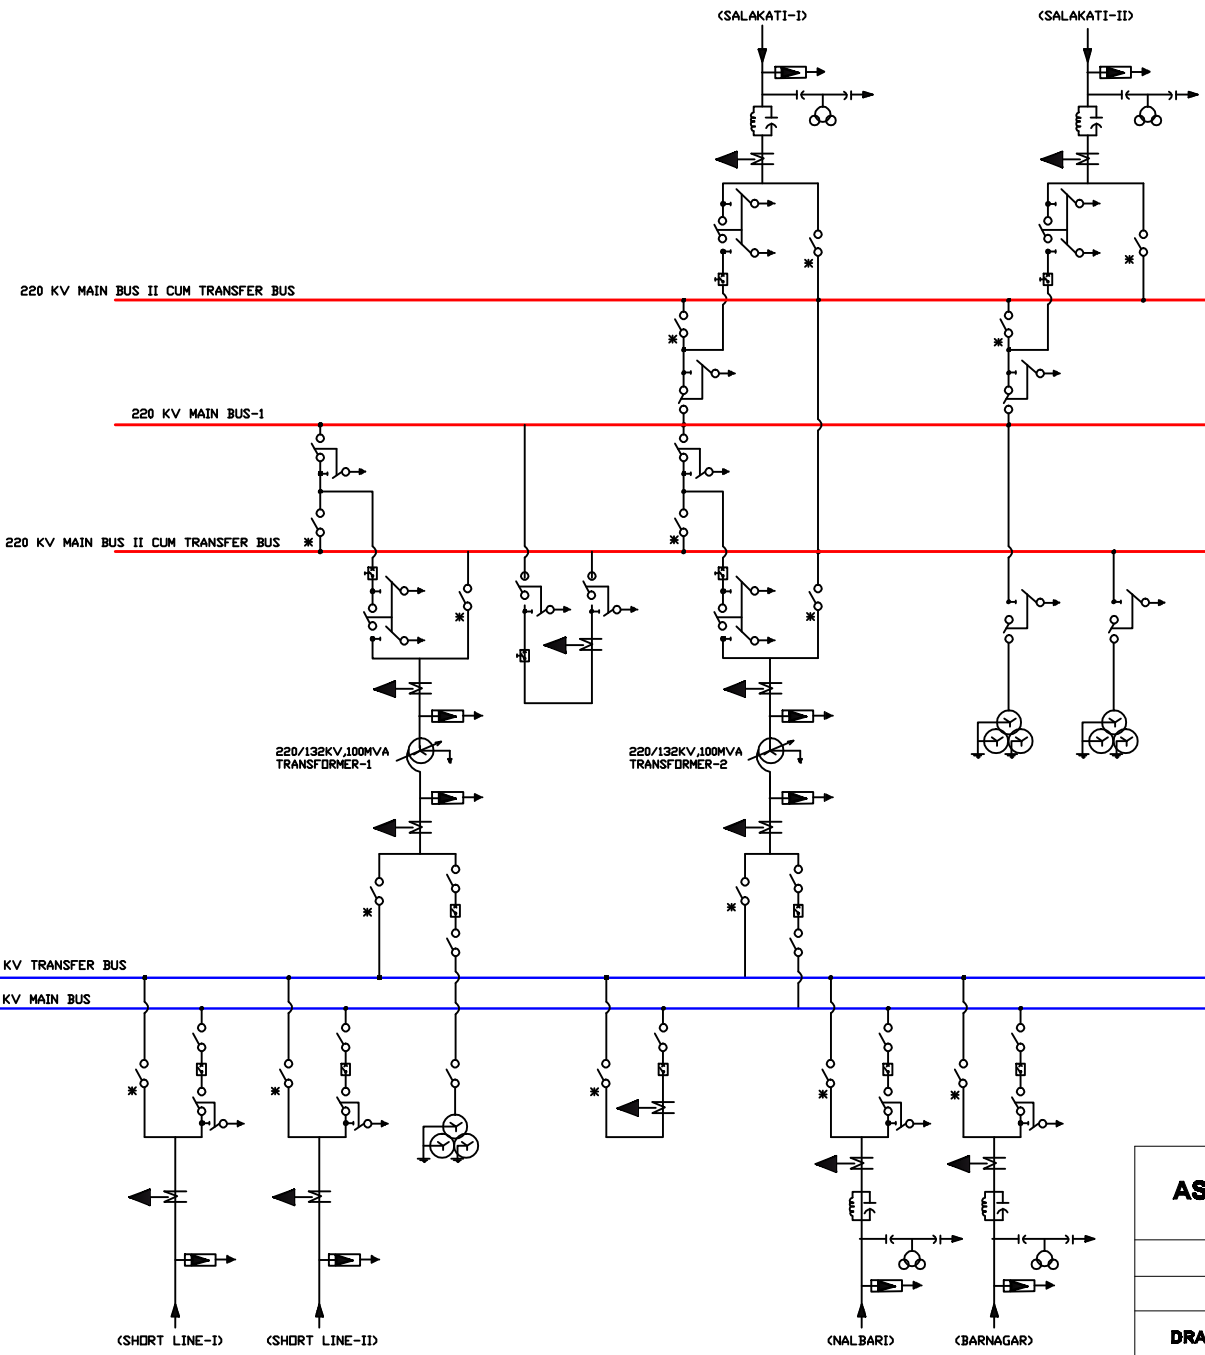 (SALAKATI-I)
(SALAKATI-II)
220 KV MAIN BUS II CUM TRANSFER BUS
220 KV MAIN BUS-1
220 KV MAIN BUS II CUM TRANSFER BUS
220/132KV,100MVA
TRANSFORMER-1
220/132KV,100MVA
TRANSFORMER-2
KV TRANSFER BUS
KV MAIN BUS
AS
DRA
(SHORT LINE-I)
(SHORT LINE-II)
(NALBARI)
(BARNAGAR)